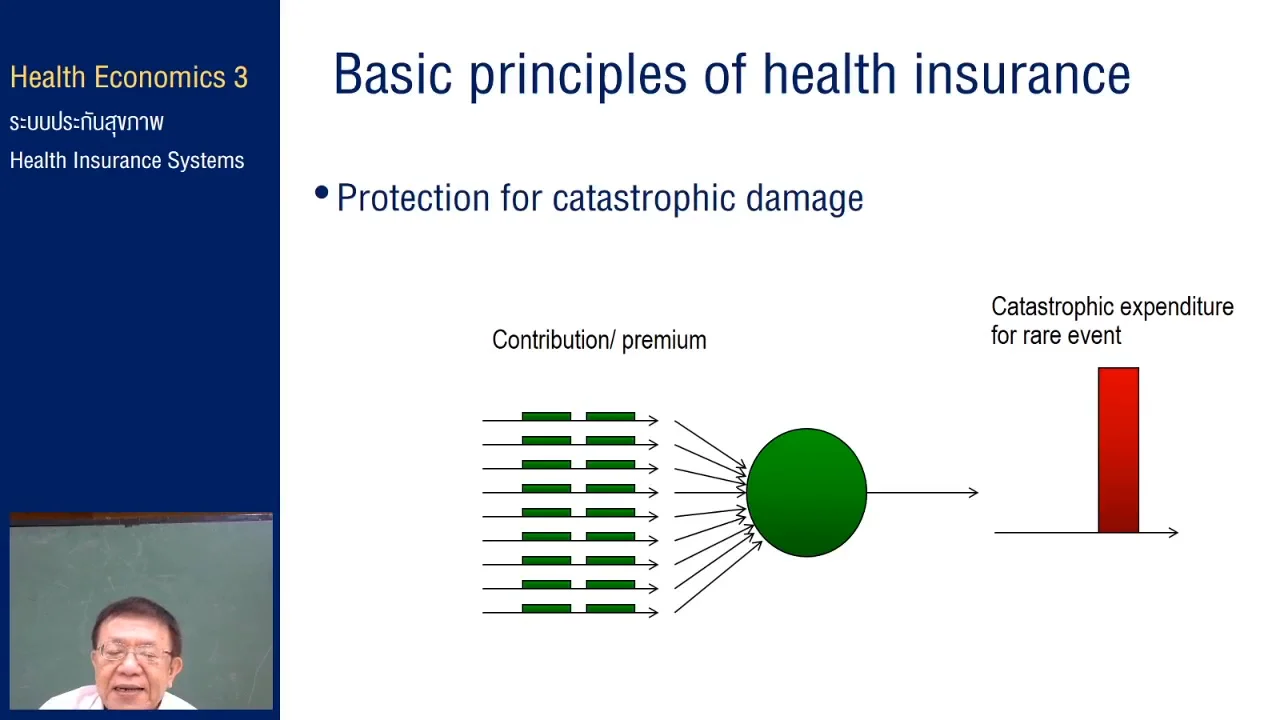 Health Economics 3
ระบบประกันสุขภาพ
Health Insurance Systems
Basic principles of health insurance
• Protection for catastrophic damage
Contribution/ premium
Catastrophic expenditure
for rare event